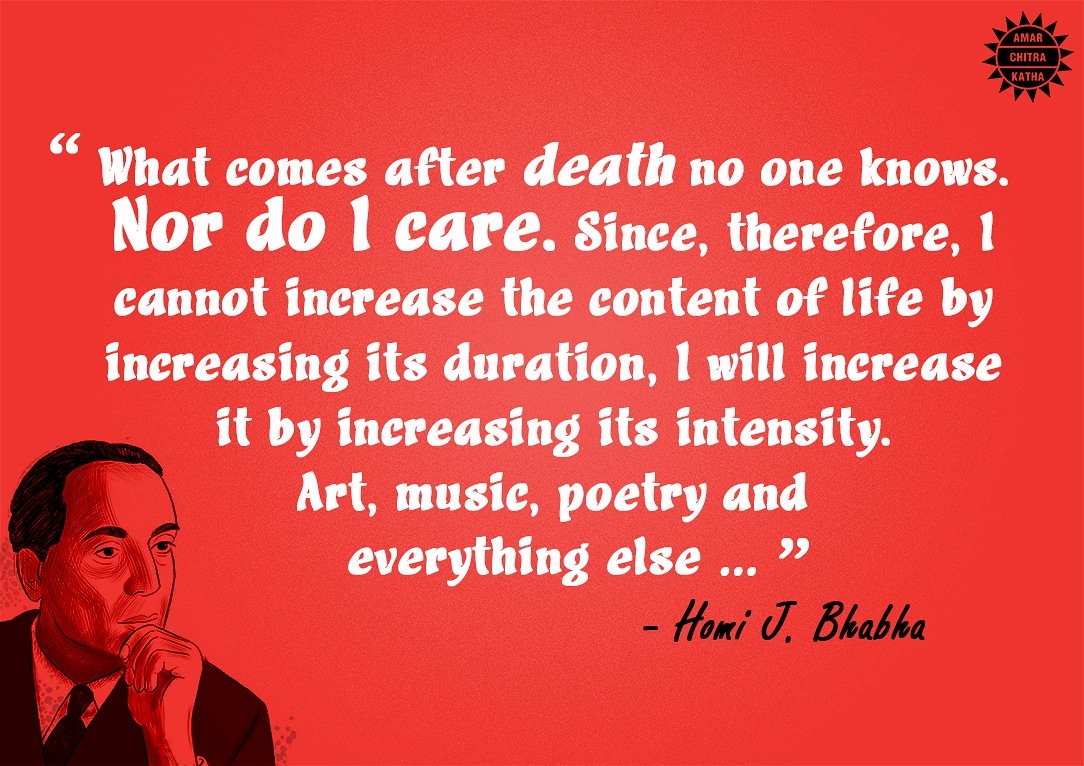 AMAR
CHITRA
KATHA
“ What comes after death no one knows.
Nor do I care. Since, therefore, I
cannot increase the content of life by
increasing its duration, I will increase
it by increasing its intensity.
Art, music, poetry and
everything else ... ”
- Homi J. Bhabha